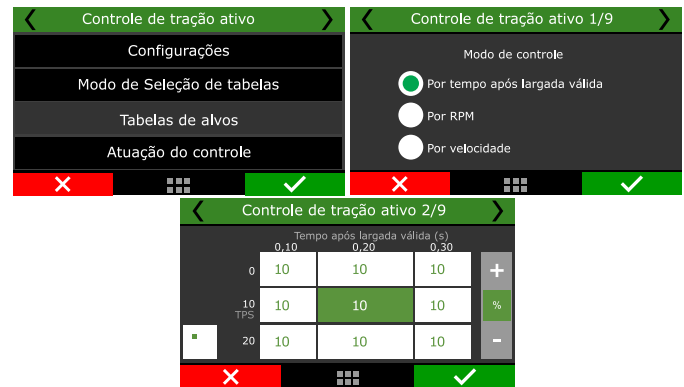 Controle de tração ativo
Configurações
Modo de Seleção de tabelas
Tabelas de alvos
Atuação do controle
Controle de tração ativo 1/9
Modo de controle
Por tempo após largada válida
Por RPM
Por velocidade
Controle de tração ativo 2/9
Tempo após largada válida (s)
0,10 0,20 0,30
0 10 10 10 +
10 TPS 10 10 10 %
20 10 10 10 -